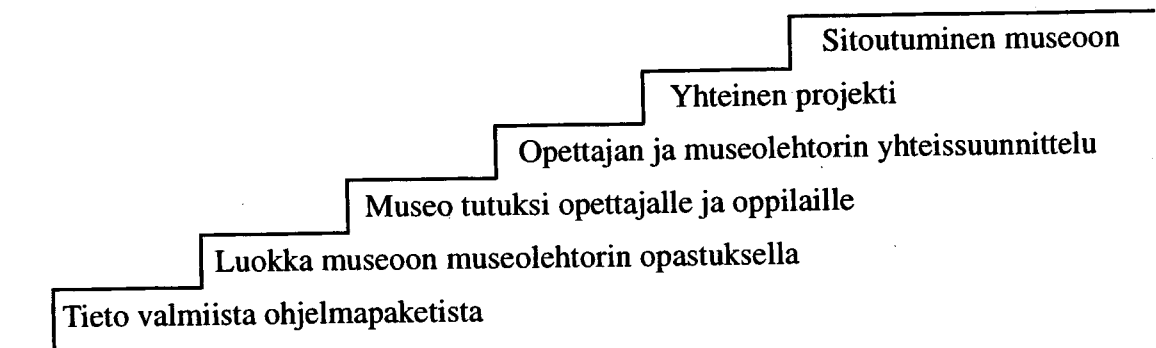 Sitoutuminen museoon
Yhteinen projekti
Opettajan ja museolehtorin yhteissuunnittelu
Museo tutuksi opettajalle ja oppilaille
Luokka museoon museolehtorin opastuksella
Tieto valmiista ohjelmapaketista